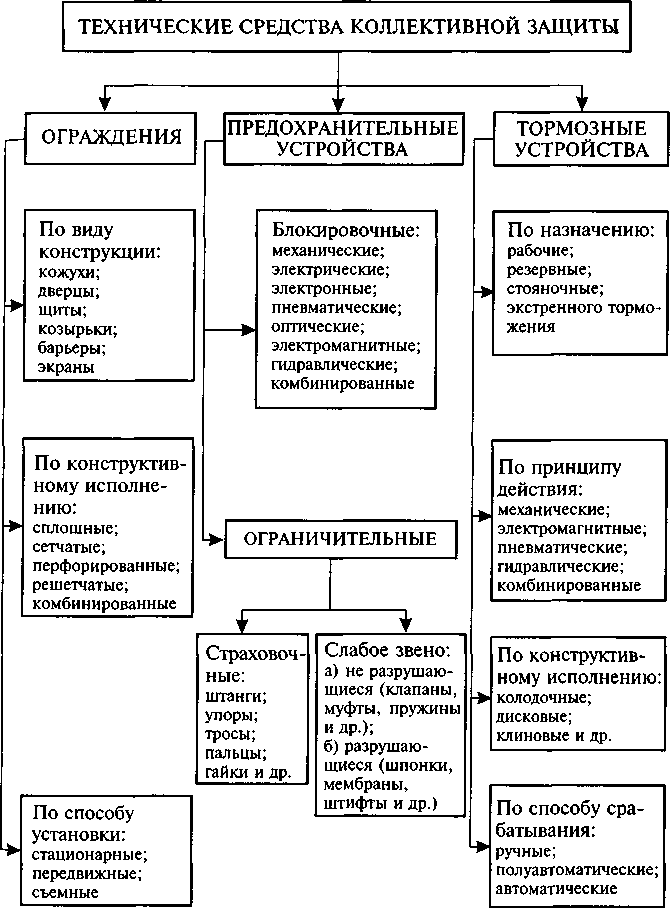 ТЕХНИЧЕСКИЕ СРЕДСТВА КОЛЛЕКТИВНОЙ ЗАЩИТЫ
ОГРАЖДЕНИЯ
По виду
конструкции:
кожухи;
дверцы;
щиты;
козырьки;
барьеры;
экраны
По конструктив-
ному исполне-
нию:
сплошные;
сетчатые;
перфорированные;
решетчатые;
комбинированные
По способу
установки:
стационарные;
передвижные;
съемные
ПРЕДОХРАНИТЕЛЬНЫЕ
УСТРОЙСТВА
Блокировочные:
механические;
электрические;
электронные;
пневматические;
оптические;
электромагнитные;
гидравлические;
комбинированные
ОГРАНИЧИТЕЛЬНЫЕ
Страховоч-
ные:
штанги;
упоры;
тросы;
пальцы;
гайки и др.
Слабое звено:
а) не разрушаю-
щиеся (клапаны,
муфты, пружины
и др.);
б) разрушаю-
щиеся (шпонки,
мембраны,
штифты и др.)
ТОРМОЗНЫЕ
УСТРОЙСТВА
По назначению:
рабочие;
резервные;
стояночные;
экстренного тормо-
жения
По принципу
действия:
механические;
электромагнитные;
пневматические;
гидравлические;
комбинированные
По конструктив-
ному исполнению:
колодочные;
дисковые;
клиновые и др.
По способу сра-
батывания:
ручные;
полуавтоматические;
автоматические